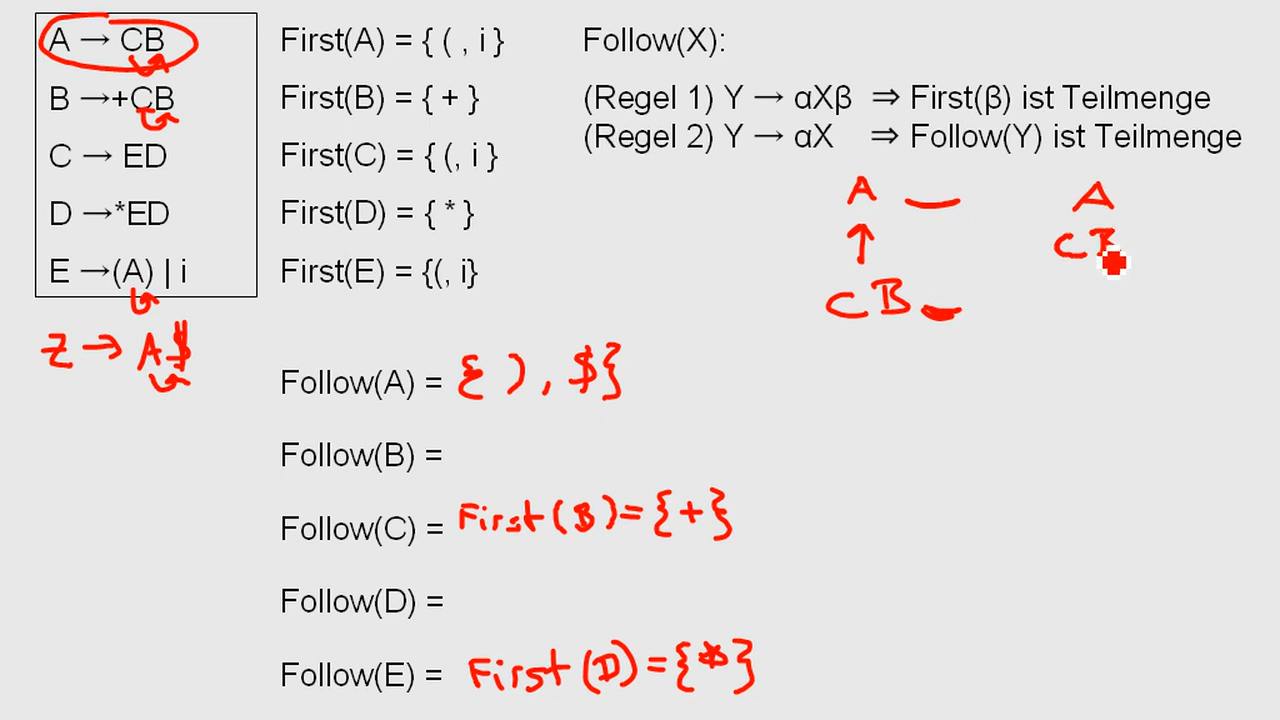 A → CB
B →+CB
C → ED
D →*ED
E →(A) | i
Z → A$
First(A) = { ( , i }
First(B) = { + }
First(C) = { (, i }
First(D) = { * }
First(E) = {(, i}
Follow(X):
(Regel 1) Y → αXβ ⇒ First(β) ist Teilmenge
(Regel 2) Y → αX ⇒ Follow(Y) ist Teilmenge
A
CB
A
CB
Follow(A) = { ) , $}
Follow(B) =
Follow(C) = First(B)={+}
Follow(D) =
Follow(E) = First(D)={*}